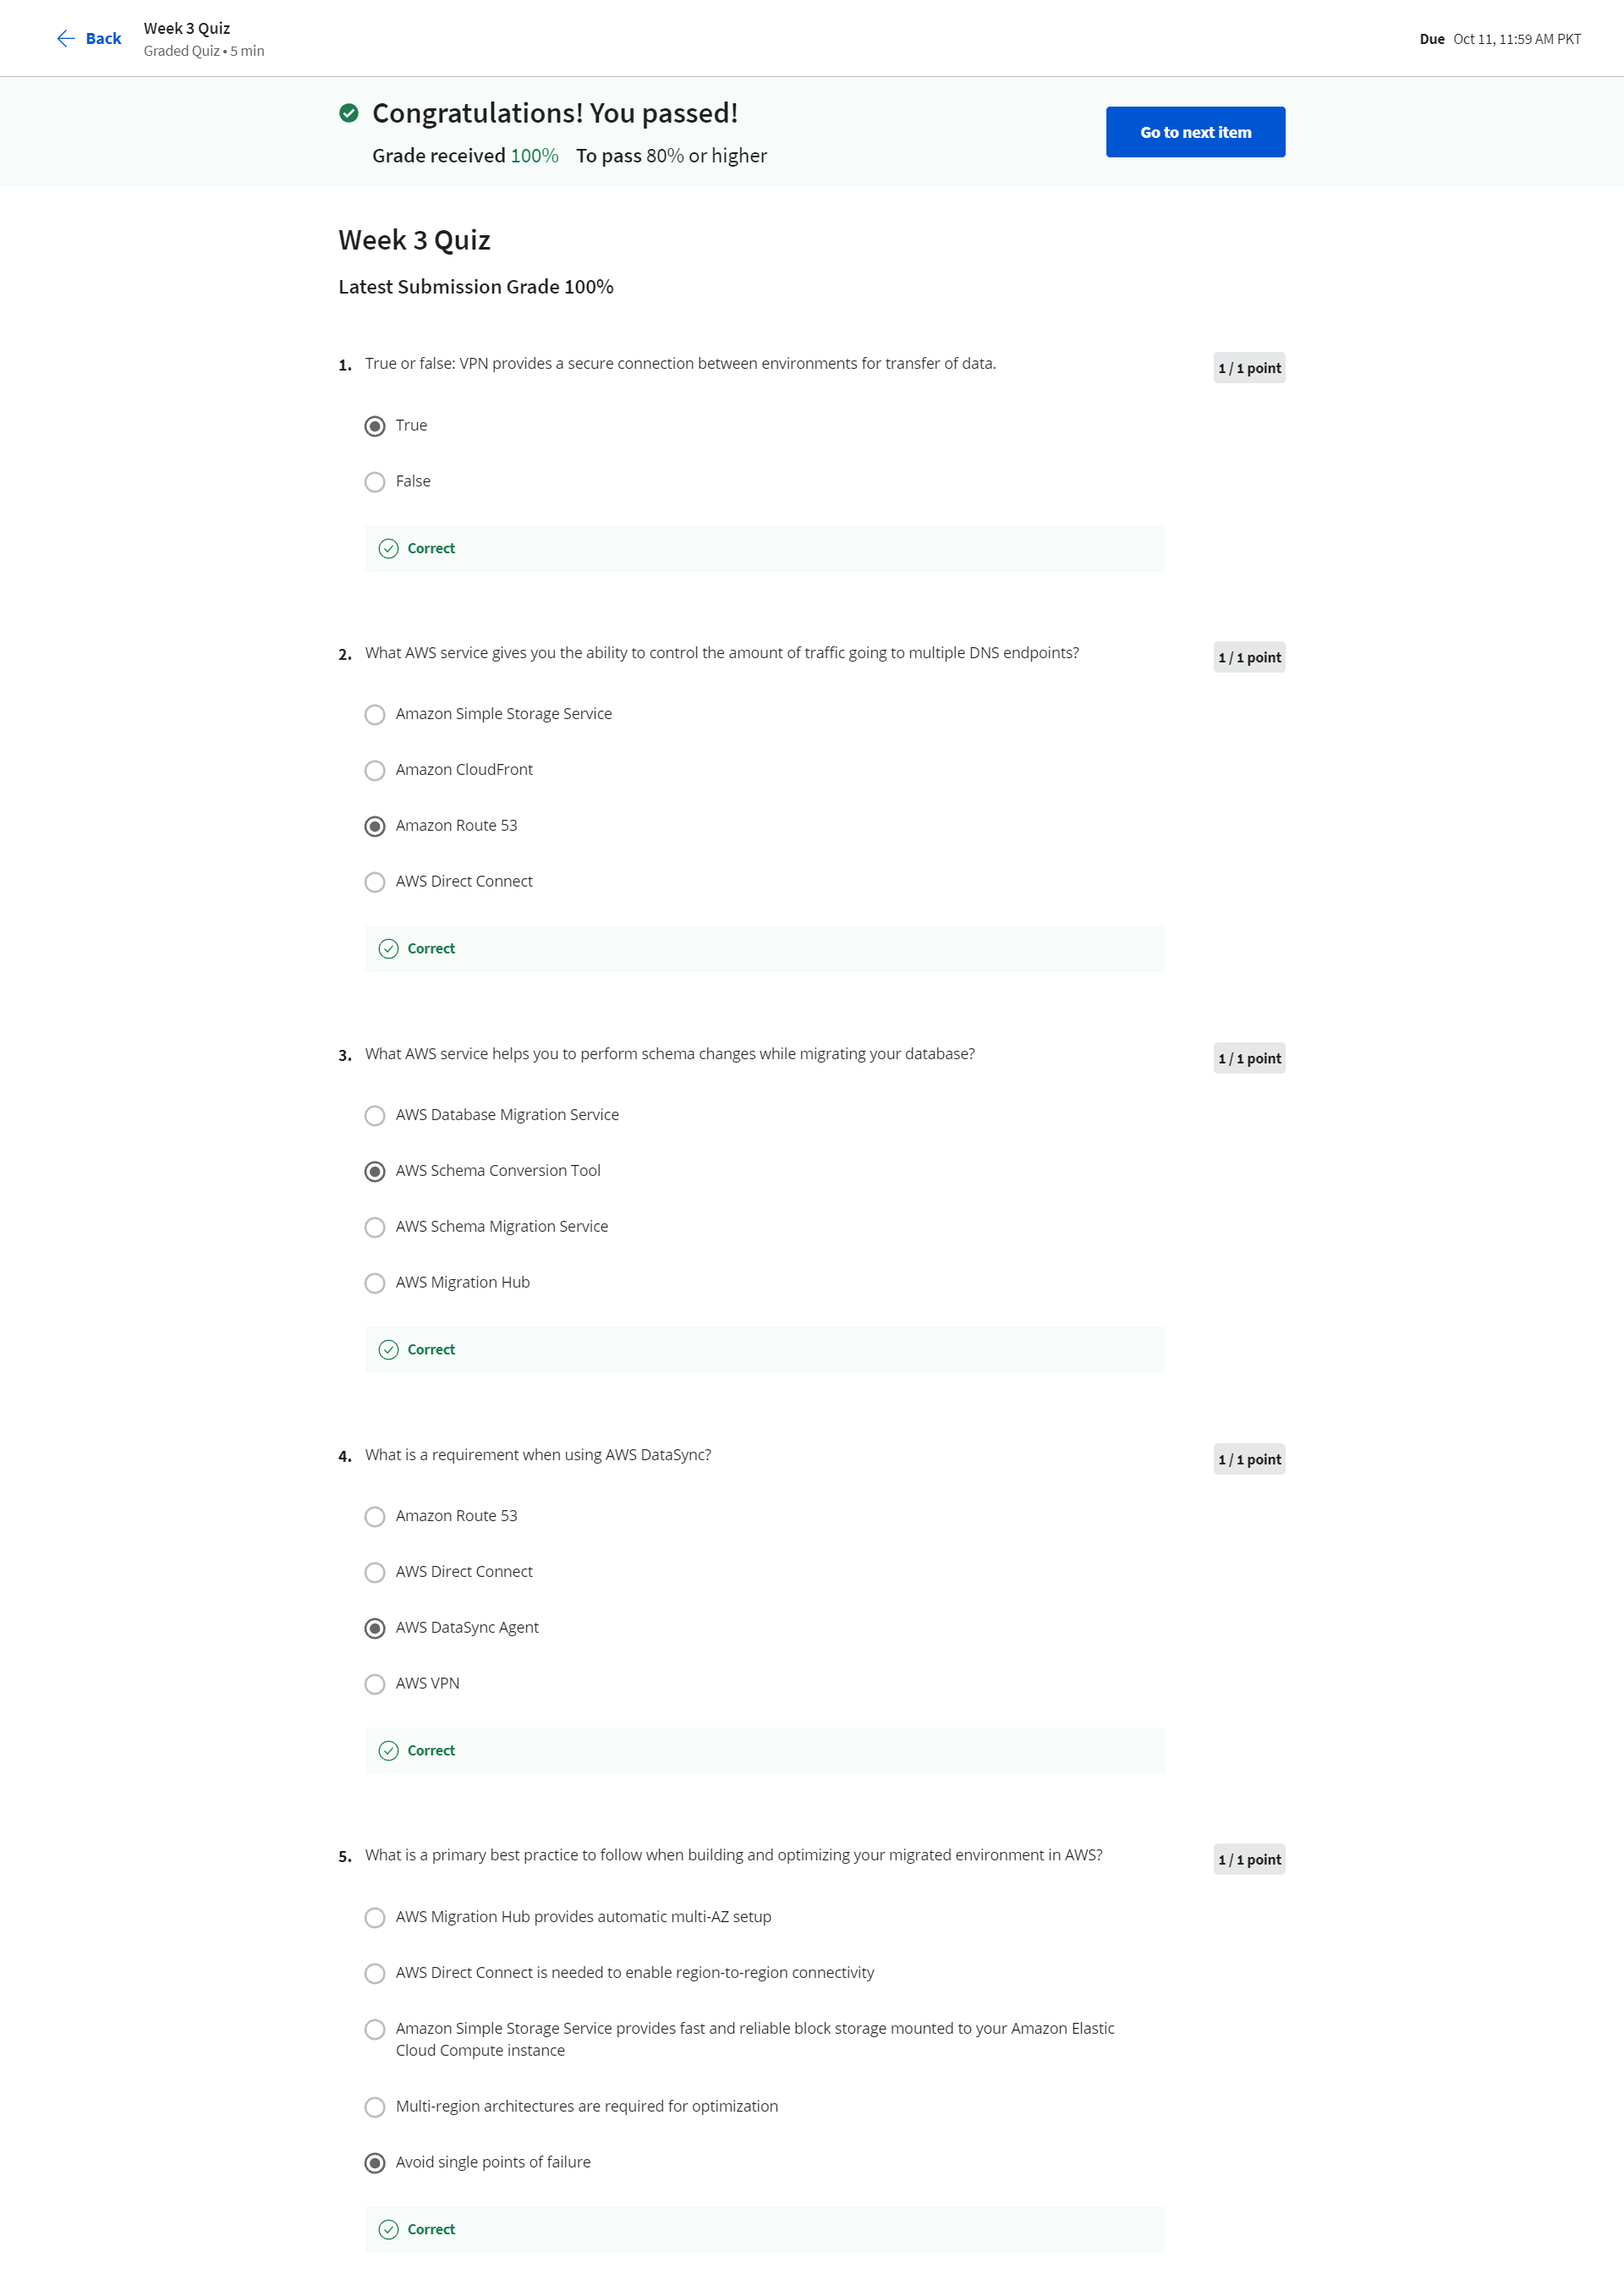 Back
Week 3 Quiz
Graded Quiz • 5 min
Due Oct 11, 11:59 AM PKT
Congratulations! You passed!
Grade received 100% To pass 80% or higher
Go to next item
Week 3 Quiz
Latest Submission Grade 100%
1. True or false: VPN provides a secure connection between environments for transfer of data.
1 / 1 point
True
False
Correct
2. What AWS service gives you the ability to control the amount of traffic going to multiple DNS endpoints?
1 / 1 point
Amazon Simple Storage Service
Amazon CloudFront
Amazon Route 53
AWS Direct Connect
Correct
3. What AWS service helps you to perform schema changes while migrating your database?
1 / 1 point
AWS Database Migration Service
AWS Schema Conversion Tool
AWS Schema Migration Service
AWS Migration Hub
Correct
4. What is a requirement when using AWS DataSync?
1 / 1 point
Amazon Route 53
AWS Direct Connect
AWS DataSync Agent
AWS VPN
Correct
5. What is a primary best practice to follow when building and optimizing your migrated environment in AWS?
1 / 1 point
AWS Migration Hub provides automatic multi-AZ setup
AWS Direct Connect is needed to enable region-to-region connectivity
Amazon Simple Storage Service provides fast and reliable block storage mounted to your Amazon Elastic
Cloud Compute instance
Multi-region architectures are required for optimization
Avoid single points of failure
Correct